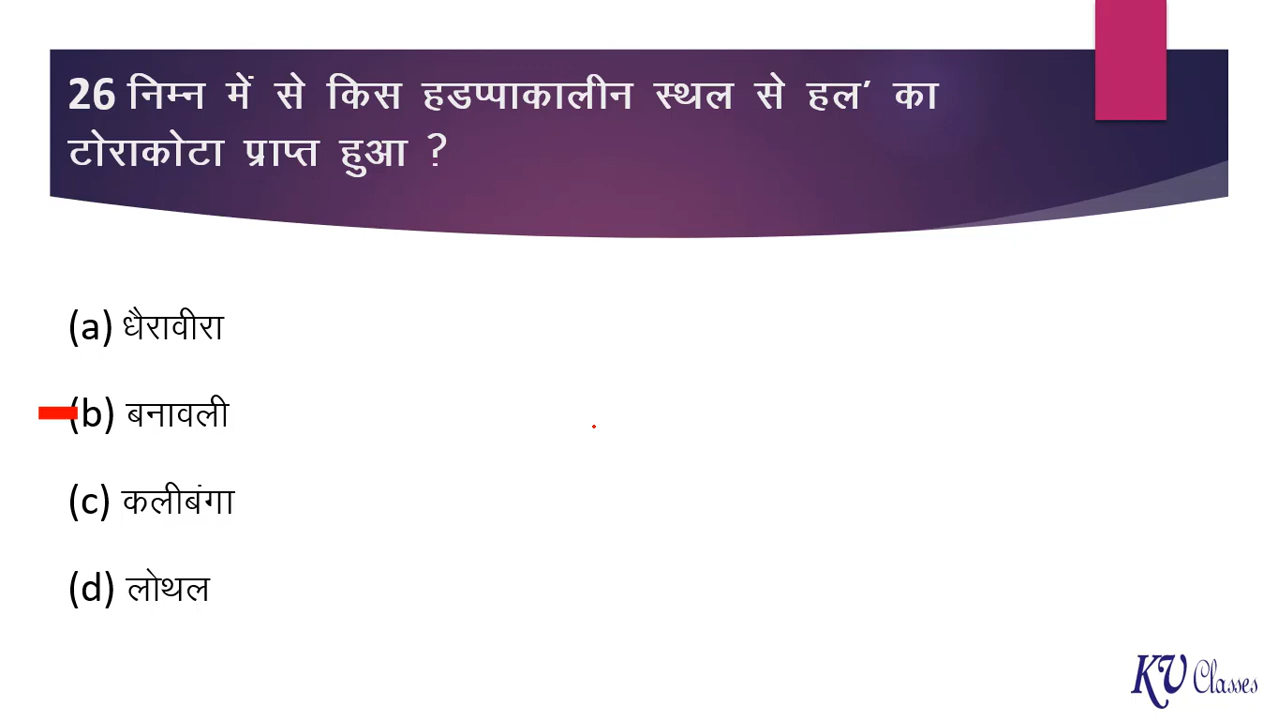 26 निम्न में से किस हडप्पाकालीन स्थल से हल’ का
टोराकोटा प्राप्त हुआ ?
(a) धैरावीरा
(b) बनावली
(c) कलीबंगा
(d) लोथल
KV Classes